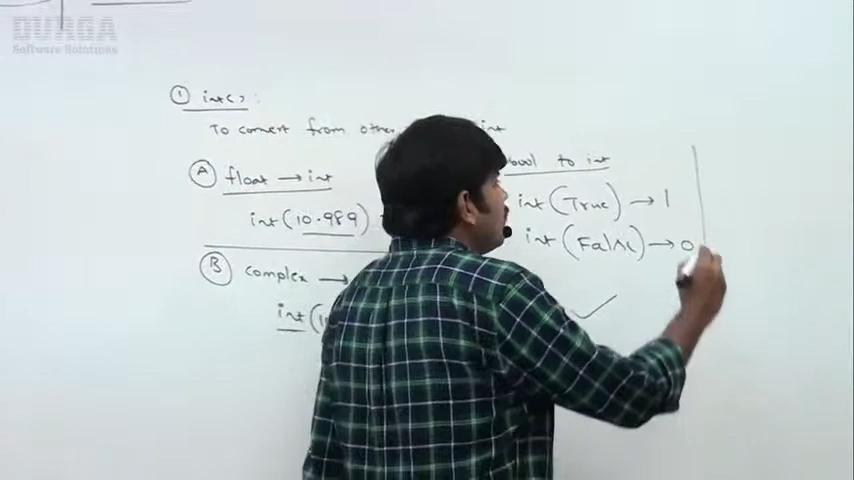 DURGA
Software Solutions
① int():
To convert from other int
Ⓐ float → int
int(10.989)
Ⓑ complex →
int(1
bool to int
int(True) → 1
int(False) → 0